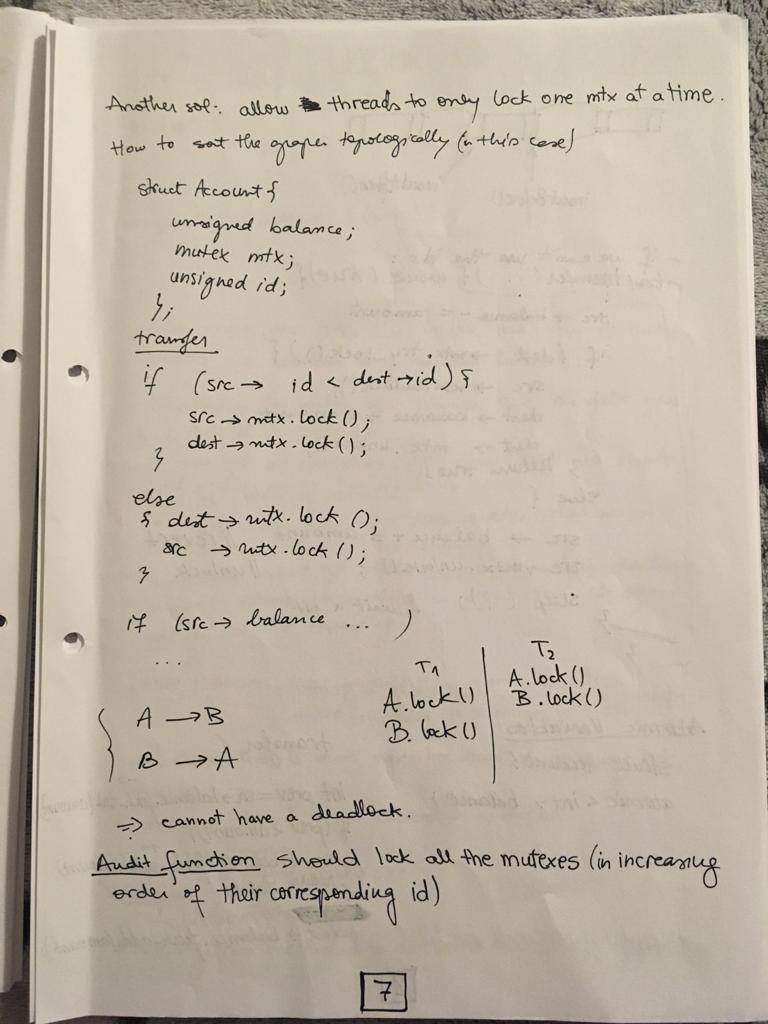 Another sol.: allow threads to only lock one mtx at a time.
How to sort the graph topologically (in this case)
struct Account {
unsigned balance;
mutex mtx;
unsigned id;
};
transfer
if (src → id < dest → id) {
src → mtx.lock();
dest → mtx.lock();
}
else
{ dest → mtx.lock ();
src → mtx.lock();
}
if (src → balance ... )
...
T1 T2
A.lock() A.lock()
B.lock() B.lock()
{ A → B
B → A
⇒ cannot have a deadlock.
Audit function should lock all the mutexes (in increasing
order of their corresponding id)
7